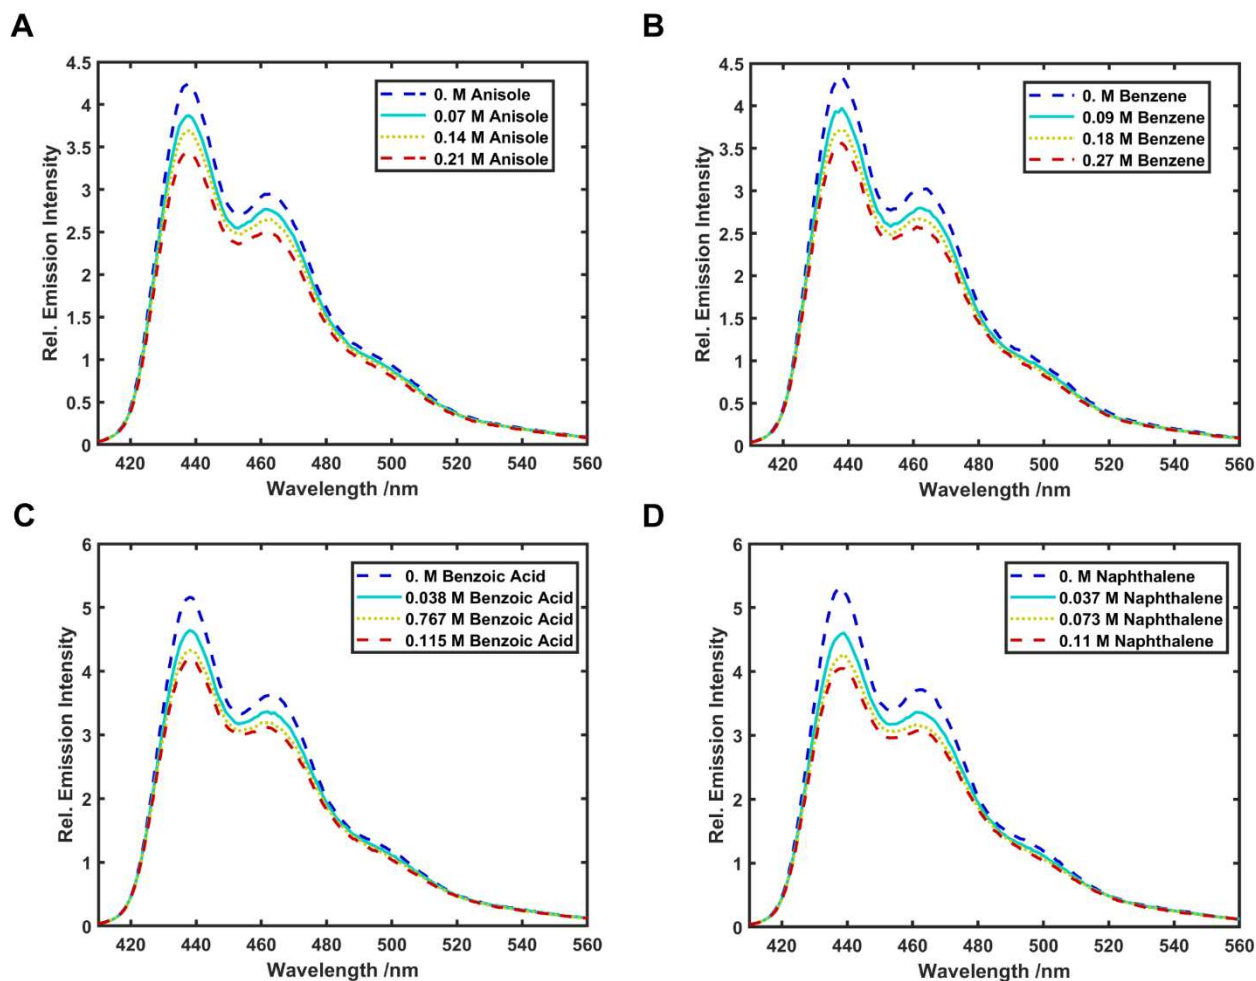 A
4.5
4
3.5
3
2.5
2
1.5
1
0.5
0
Rel. Emission Intensity
0. M Anisole
0.07 M Anisole
0.14 M Anisole
0.21 M Anisole
420 440 460 480 500 520 540 560
Wavelength /nm
B
4.5
4
3.5
3
2.5
2
1.5
1
0.5
0
Rel. Emission Intensity
0. M Benzene
0.09 M Benzene
0.18 M Benzene
0.27 M Benzene
420 440 460 480 500 520 540 560
Wavelength /nm
C
6
5
4
3
2
1
0
Rel. Emission Intensity
0. M Benzoic Acid
0.038 M Benzoic Acid
0.767 M Benzoic Acid
0.115 M Benzoic Acid
420 440 460 480 500 520 540 560
Wavelength /nm
D
6
5
4
3
2
1
0
Rel. Emission Intensity
0. M Naphthalene
0.037 M Naphthalene
0.073 M Naphthalene
0.11 M Naphthalene
420 440 460 480 500 520 540 560
Wavelength /nm